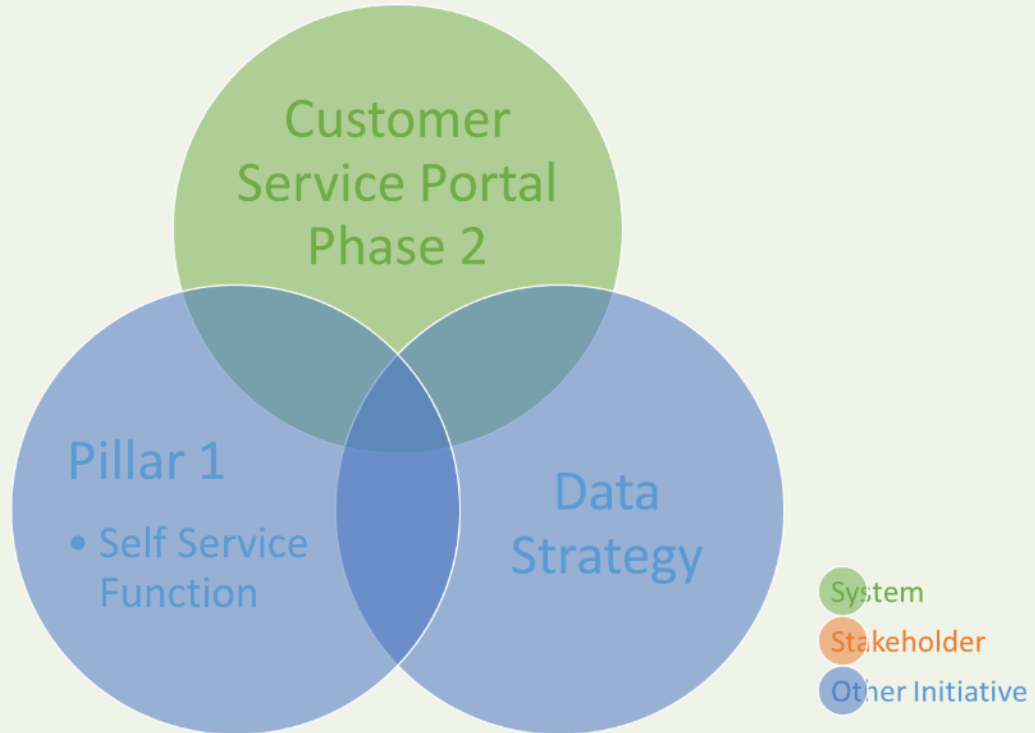 Customer
Service Portal
Phase 2
Pillar 1
• Self Service
Function
Data
Strategy
System
Stakeholder
Other Initiative